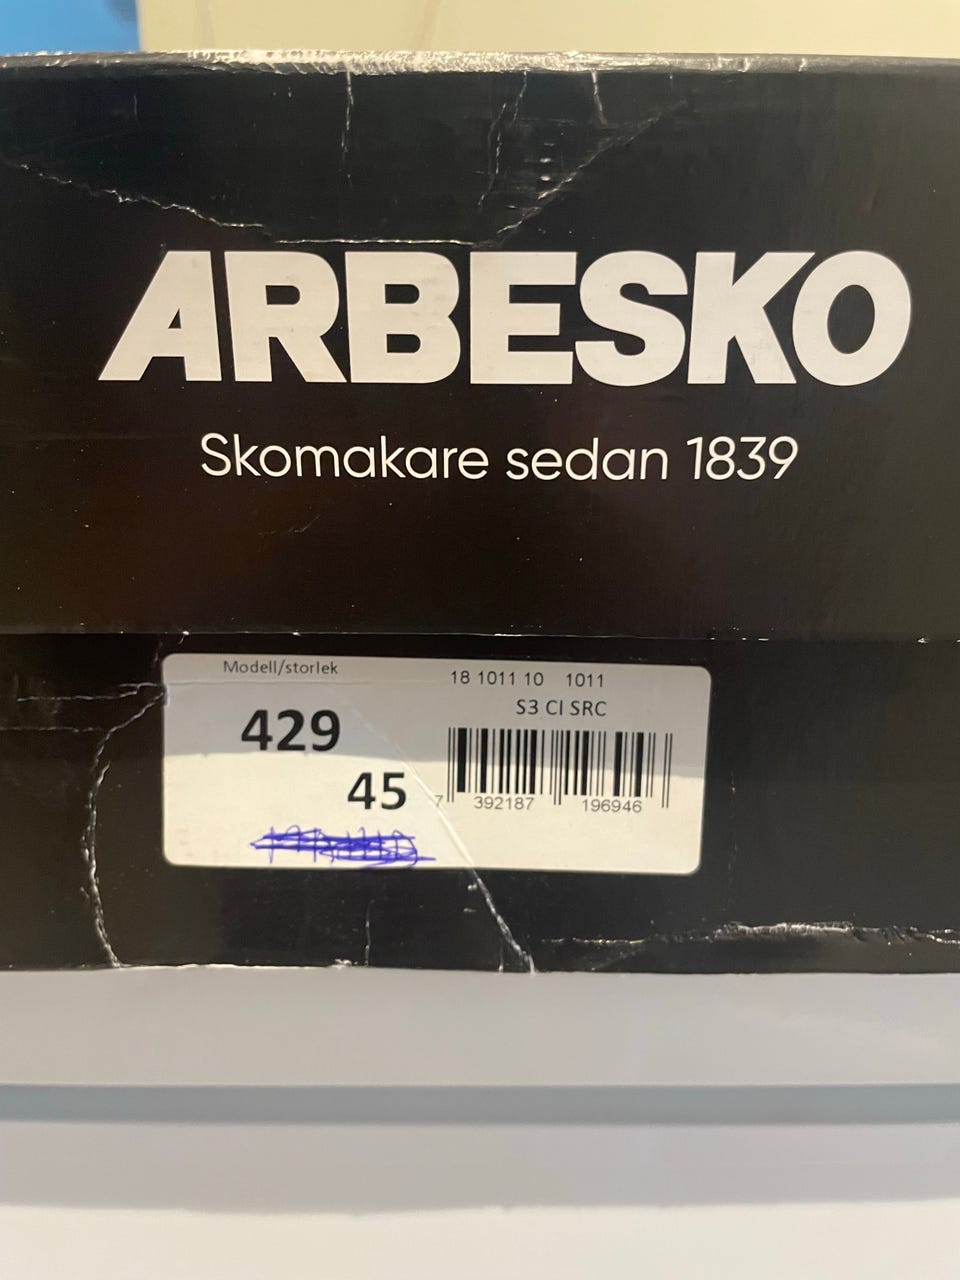 ARBESKO
Skomakare sedan 1839
Modell/storlek
18 1011 10 1011
S3 CI SRC
429
45
7 392187 196946